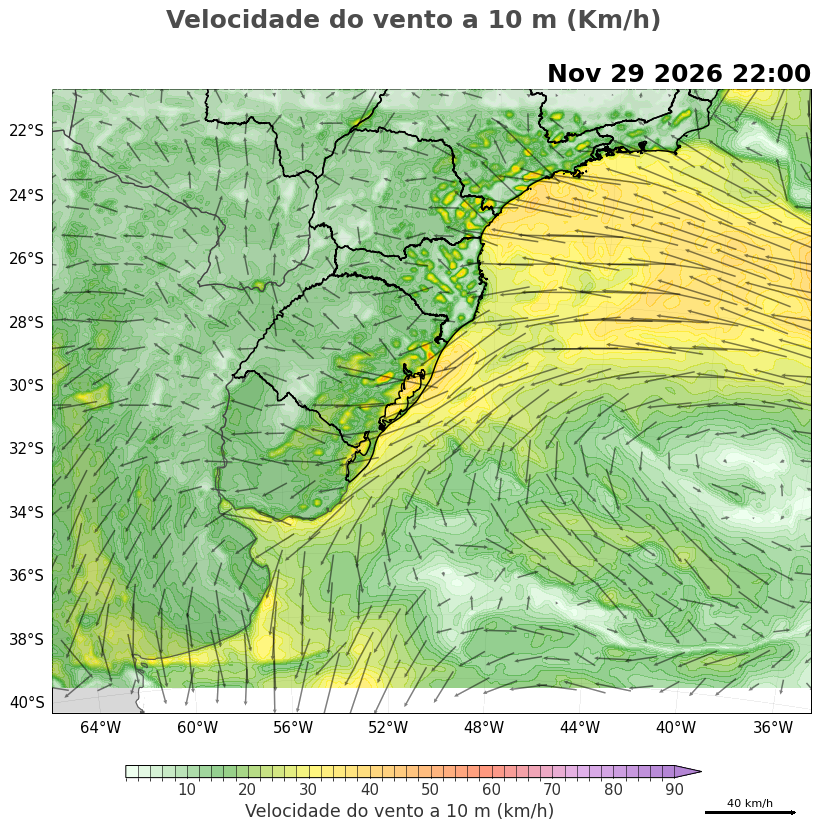 Velocidade do vento a 10 m (Km/h)
Nov 29 2026 22:00
22°S
24°S
26°S
28°S
30°S
32°S
34°S
36°S
38°S
40°S
64°W 60°W 56°W 52°W 48°W 44°W 40°W 36°W
10 20 30 40 50 60 70 80 90
40 km/h
Velocidade do vento a 10 m (km/h)